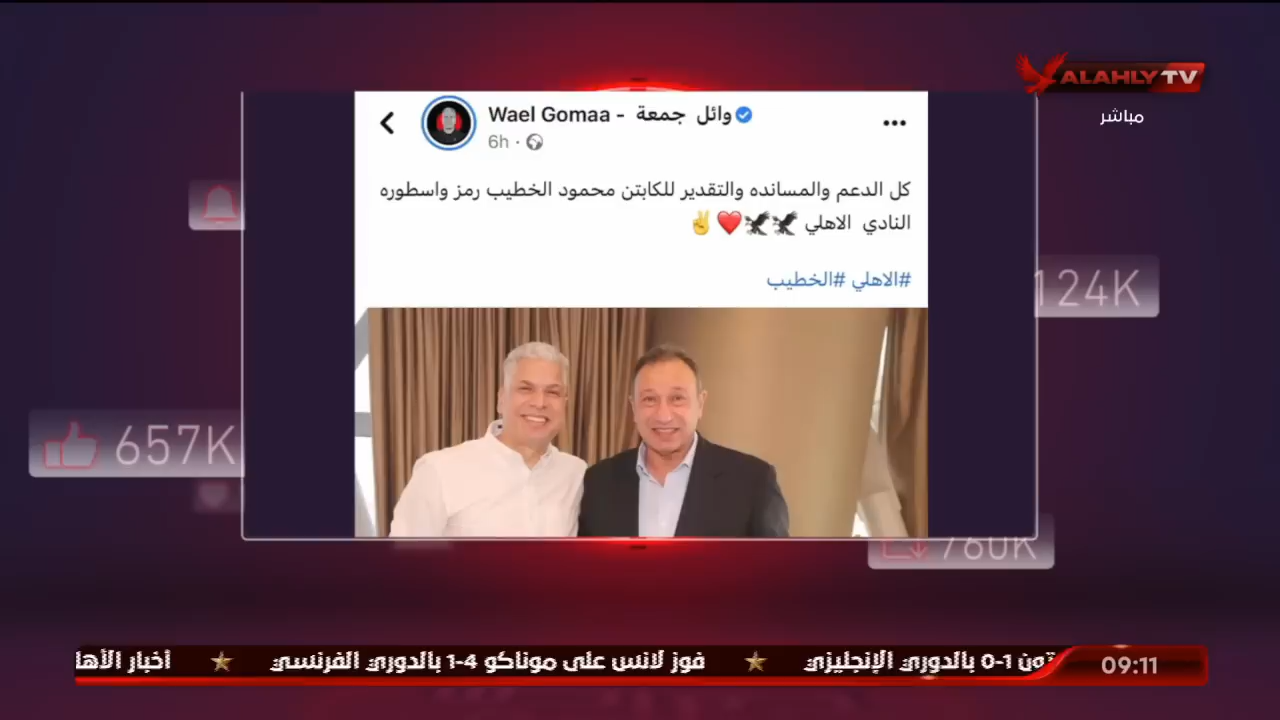 ALAHLY TV
مباشر
Wael Gomaa - وائل جمعة
6h ·
كل الدعم والمسانده والتقدير للكابتن محمود الخطيب رمز واسطوره
النادي الاهلي 🦅🦅❤️✌️
#الاهلي #الخطيب
124K
657K
760K
09:11
1-0 بالدوري الإنجليزي ★ فوز لانس على موناكو 4-1 بالدوري الفرنسي ★ أخبار